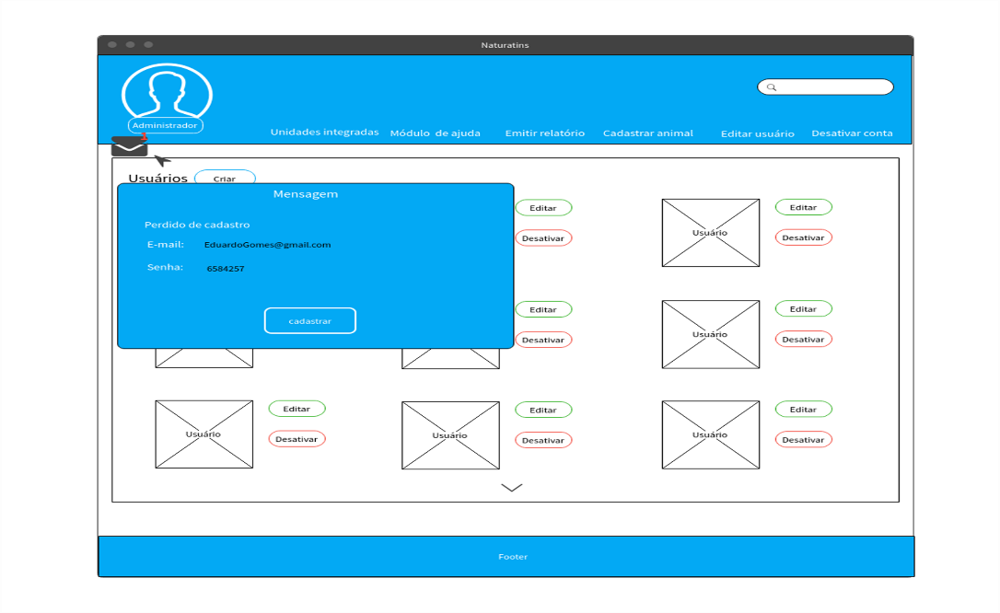 Naturatins
Administrador
Unidades integradas Módulo de ajuda Emitir relatório Cadastrar animal Editar usuário Desativar conta
Usuários Criar
Mensagem
Perdido de cadastro
E-mail: EduardoGomes@gmail.com
Senha: 6584257
cadastrar
Editar
Desativar
Usuário
Editar
Desativar
Editar
Desativar
Usuário
Editar
Desativar
Usuário
Editar
Desativar
Usuário
Editar
Desativar
Usuário
Editar
Desativar
Footer